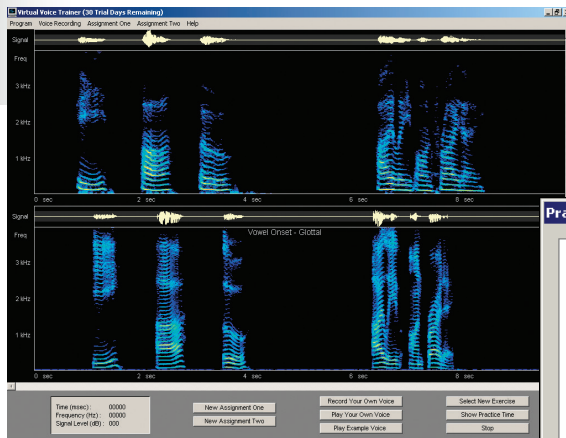 Virtual Voice Trainer (30 Trial Days Remaining)
Program Voice Recording Assignment One Assignment Two Help
Signal
Freq
3 kHz
2 kHz
1 kHz
0 sec 2 sec 4 sec 6 sec 8 sec
Signal
Vowel Onset - Glottal
Freq
3 kHz
2 kHz
1 kHz
0 sec 2 sec 4 sec 6 sec 8 sec
Pra
Time (msec) : 00000
Frequency (Hz) : 00000
Signal Level (dB) : 000
New Assignment One
New Assignment Two
Record Your Own Voice
Play Your Own Voice
Play Example Voice
Select New Exercise
Show Practice Time
Stop